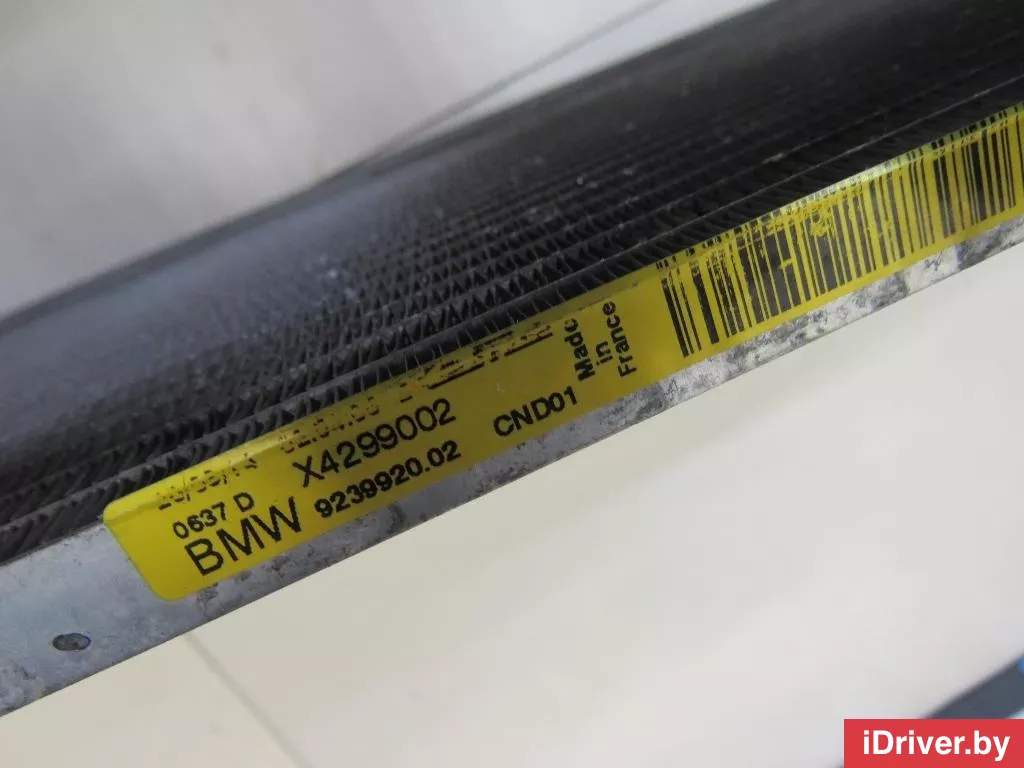 0637 D X4299002
BMW 9239920.02 CND01
Made
in
France
iDriver.by